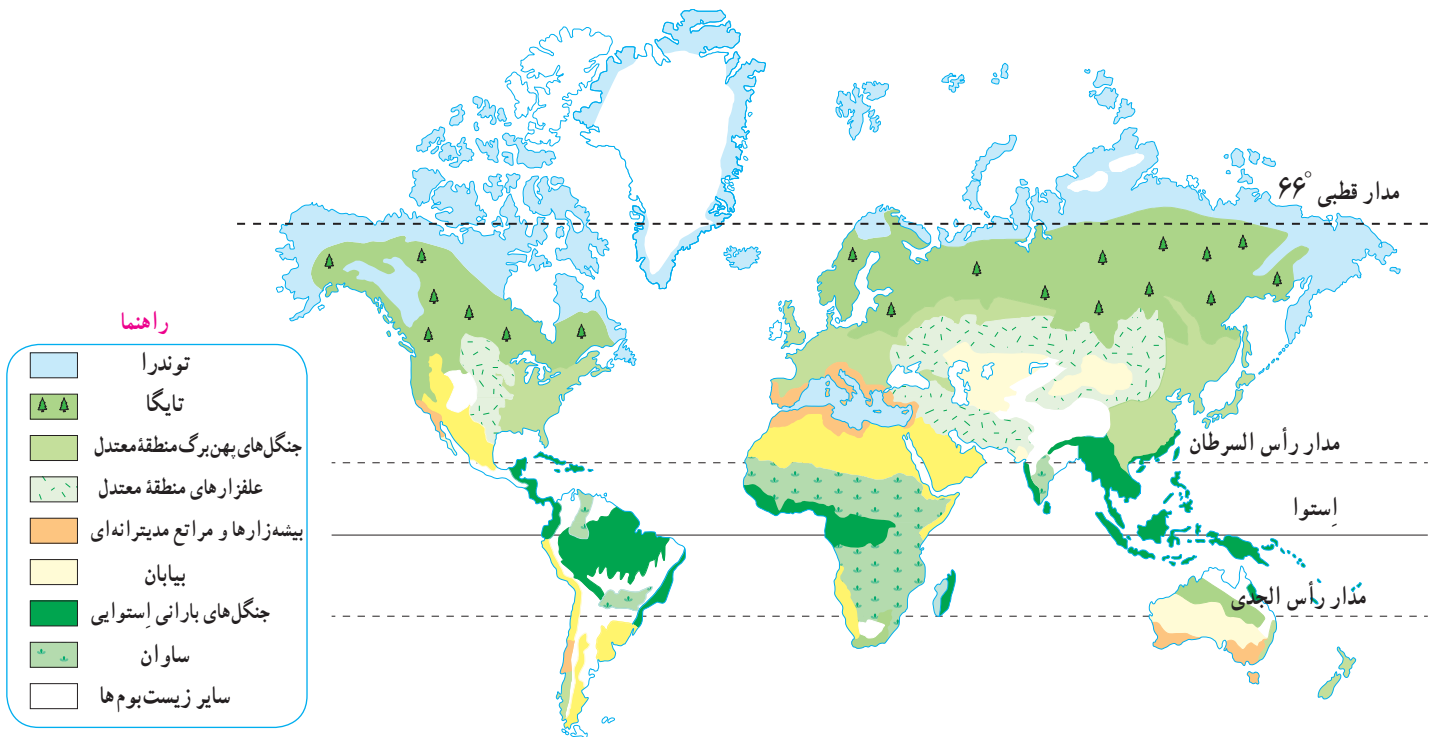 مدار قطبی ۶۶°
مدار رأس السرطان
اِستوا
مدار رأس الجدی
راهنما
توندرا
تایگا
جنگل‌های پهن‌برگ منطقهٔ معتدل
علفزارهای منطقهٔ معتدل
بیشه‌زارها و مراتع مدیترانه‌ای
بیابان
جنگل‌های بارانی اِستوایی
ساوان
سایر زیست‌بوم‌ها